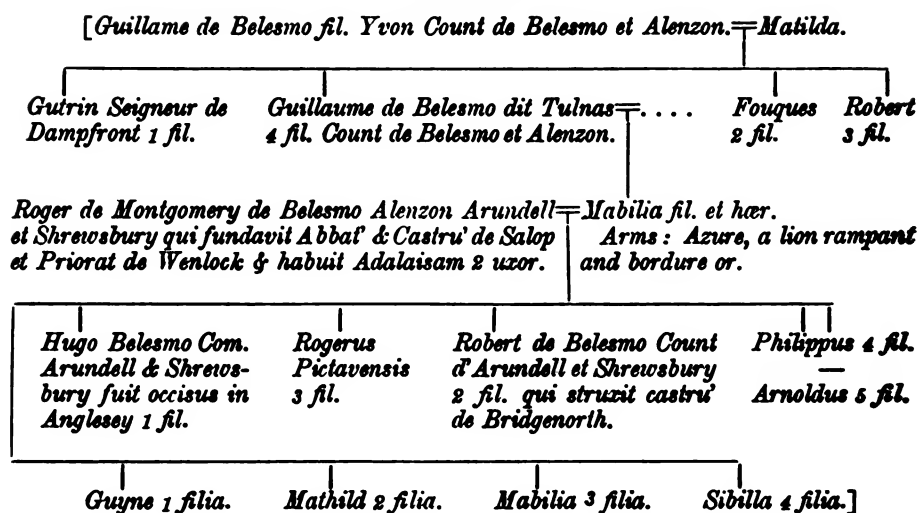 [Guillame de Belesmo fil. Yvon Count de Belesmo et Alenzon.=Matilda.
Gutrin Seigneur de Dampfront 1 fil.
Guillaume de Belesmo dit Tulnas=. . . .
4 fil. Count de Belesmo et Alenzon.
Fouques
2 fil.
Robert
3 fil.
Roger de Montgomery de Belesmo Alenzon Arundell=Mabilia fil. et hær.
et Shrewsbury qui fundavit Abbat' & Castru' de Salop
et Priorat de Wenlock & habuit Adalaisam 2 uxor.
Arms: Azure, a lion rampant
and bordure or.
Hugo Belesmo Com.
Arundell & Shrews-
bury fuit occisus in
Anglesey 1 fil.
Rogerus
Pictavensis
3 fil.
Robert de Belesmo Count
d'Arundell et Shrewsbury
2 fil. qui struxit castru'
de Bridgenorth.
Philippus 4 fil.
—
Arnoldus 5 fil.
Guyne 1 filia.
Mathild 2 filia.
Mabilia 3 filia.
Sibilla 4 filia.]